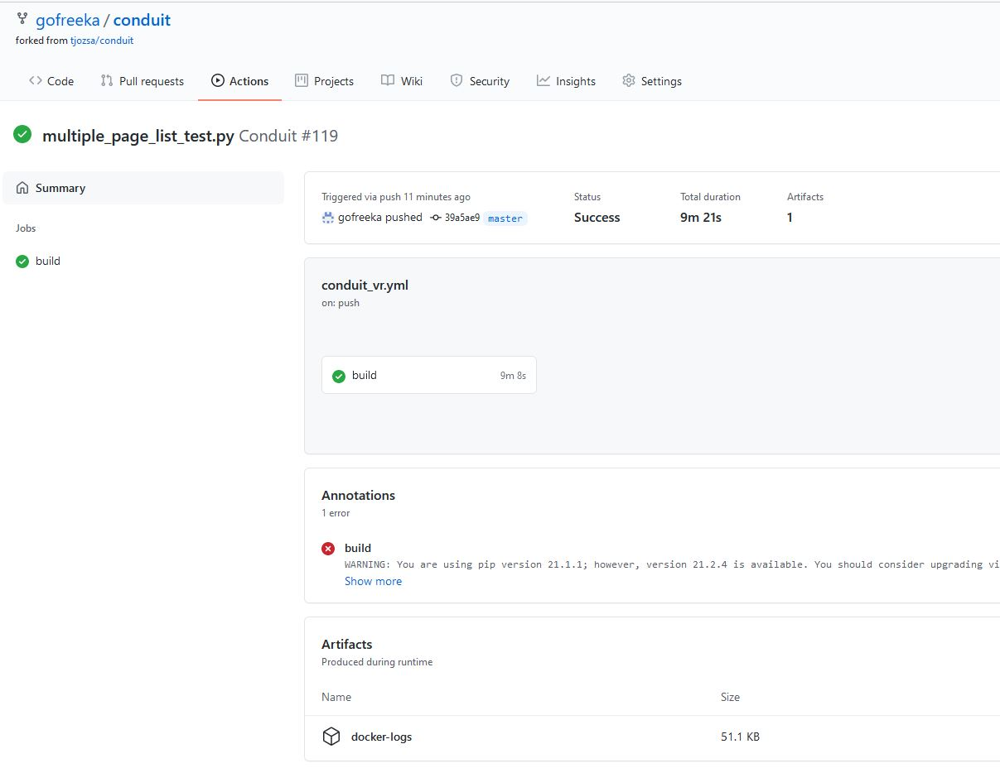 gofreeka / conduit
forked from tjozsa/conduit
Code Pull requests Actions Projects Wiki Security Insights Settings
multiple_page_list_test.py Conduit #119
Summary
Jobs
build
Triggered via push 11 minutes ago
gofreeka pushed 39a5ae9 master
Status
Success
Total duration
9m 21s
Artifacts
1
conduit_vr.yml
on: push
build 9m 8s
Annotations
1 error
build
WARNING: You are using pip version 21.1.1; however, version 21.2.4 is available. You should consider upgrading vi
Show more
Artifacts
Produced during runtime
Name Size
docker-logs 51.1 KB